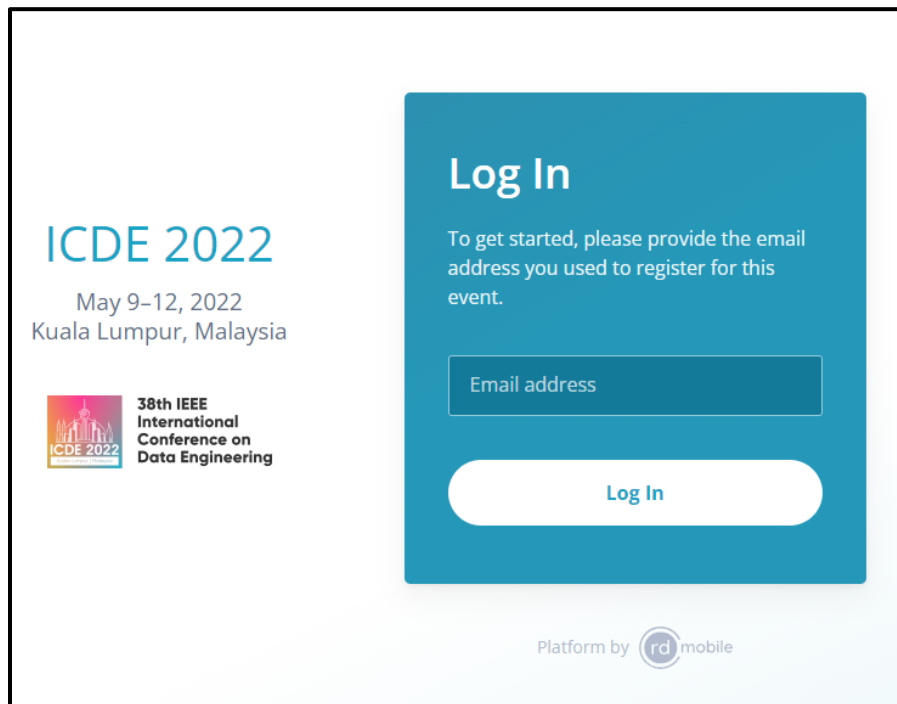 ICDE 2022
May 9–12, 2022
Kuala Lumpur, Malaysia
ICDE 2022
38th IEEE
International
Conference on
Data Engineering
Log In
To get started, please provide the email
address you used to register for this
event.
Email address
Log In
Platform by rd mobile